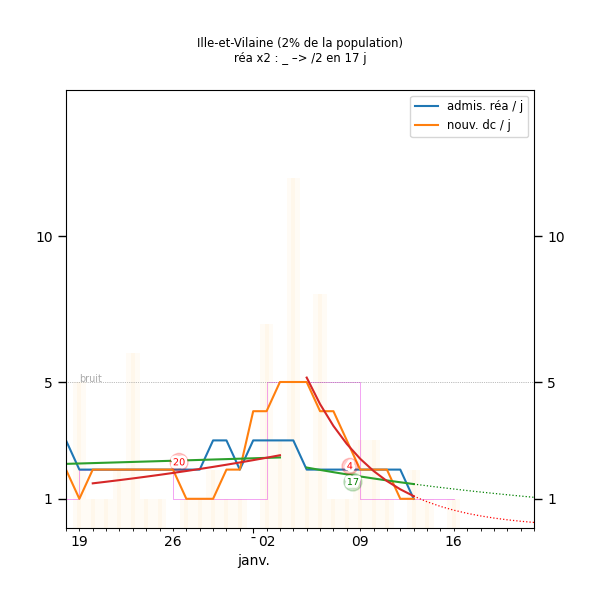 Ille-et-Vilaine (2% de la population)
réa x2 : _ –> /2 en 17 j
admis. réa / j
nouv. dc / j
10
10
5
5
bruit
20
4
17
1
1
19
26
02
09
16
janv.